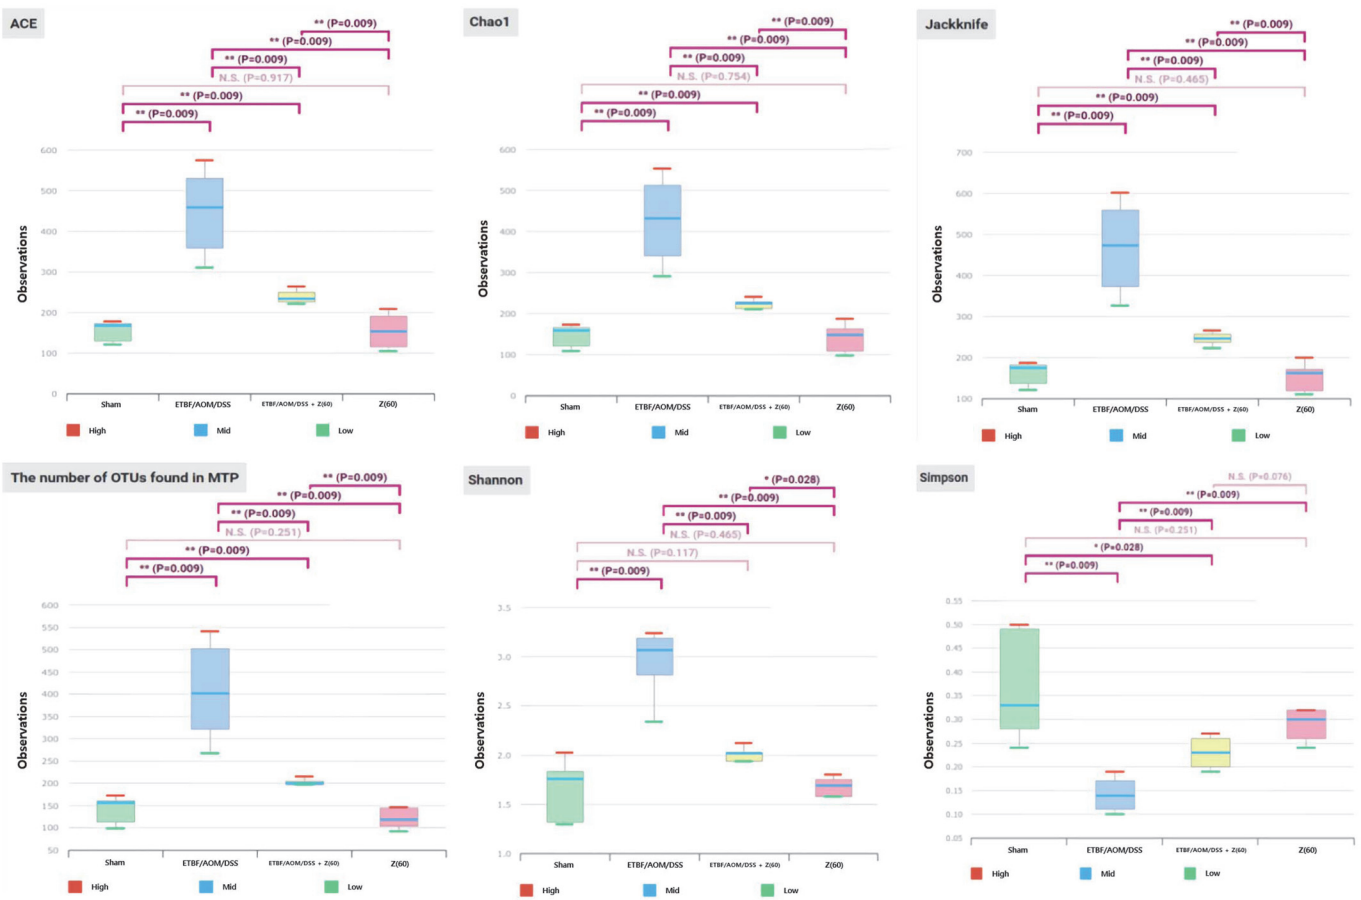 ACE
** (P=0.009)
** (P=0.009)
** (P=0.009)
N.S. (P=0.917)
** (P=0.009)
** (P=0.009)
600
500
400
300
200
100
0
Observations
Sham ETBF/AOM/DSS ETBF/AOM/DSS + Z(60) Z(60)
High Mid Low
Chao1
** (P=0.009)
** (P=0.009)
** (P=0.009)
N.S. (P=0.754)
** (P=0.009)
** (P=0.009)
600
500
400
300
200
100
0
Observations
Sham ETBF/AOM/DSS ETBF/AOM/DSS + Z(60) Z(60)
High Mid Low
Jackknife
** (P=0.009)
** (P=0.009)
** (P=0.009)
N.S. (P=0.465)
** (P=0.009)
** (P=0.009)
700
600
500
400
300
200
100
Observations
Sham ETBF/AOM/DSS ETBF/AOM/DSS + Z(60) Z(60)
High Mid Low
The number of OTUs found in MTP
** (P=0.009)
** (P=0.009)
** (P=0.009)
N.S. (P=0.251)
** (P=0.009)
** (P=0.009)
600
550
500
450
400
350
300
250
200
150
100
50
Observations
Sham ETBF/AOM/DSS ETBF/AOM/DSS + Z(60) Z(60)
High Mid Low
Shannon
* (P=0.028)
** (P=0.009)
** (P=0.009)
N.S. (P=0.465)
N.S. (P=0.117)
** (P=0.009)
3.5
3.0
2.5
2.0
1.5
1.0
Observations
Sham ETBF/AOM/DSS ETBF/AOM/DSS + Z(60) Z(60)
High Mid Low
Simpson
N.S. (P=0.076)
** (P=0.009)
** (P=0.009)
N.S. (P=0.251)
* (P=0.028)
** (P=0.009)
0.55
0.50
0.45
0.40
0.35
0.30
0.25
0.20
0.15
0.10
0.05
Observations
Sham ETBF/AOM/DSS ETBF/AOM/DSS + Z(60) Z(60)
High Mid Low